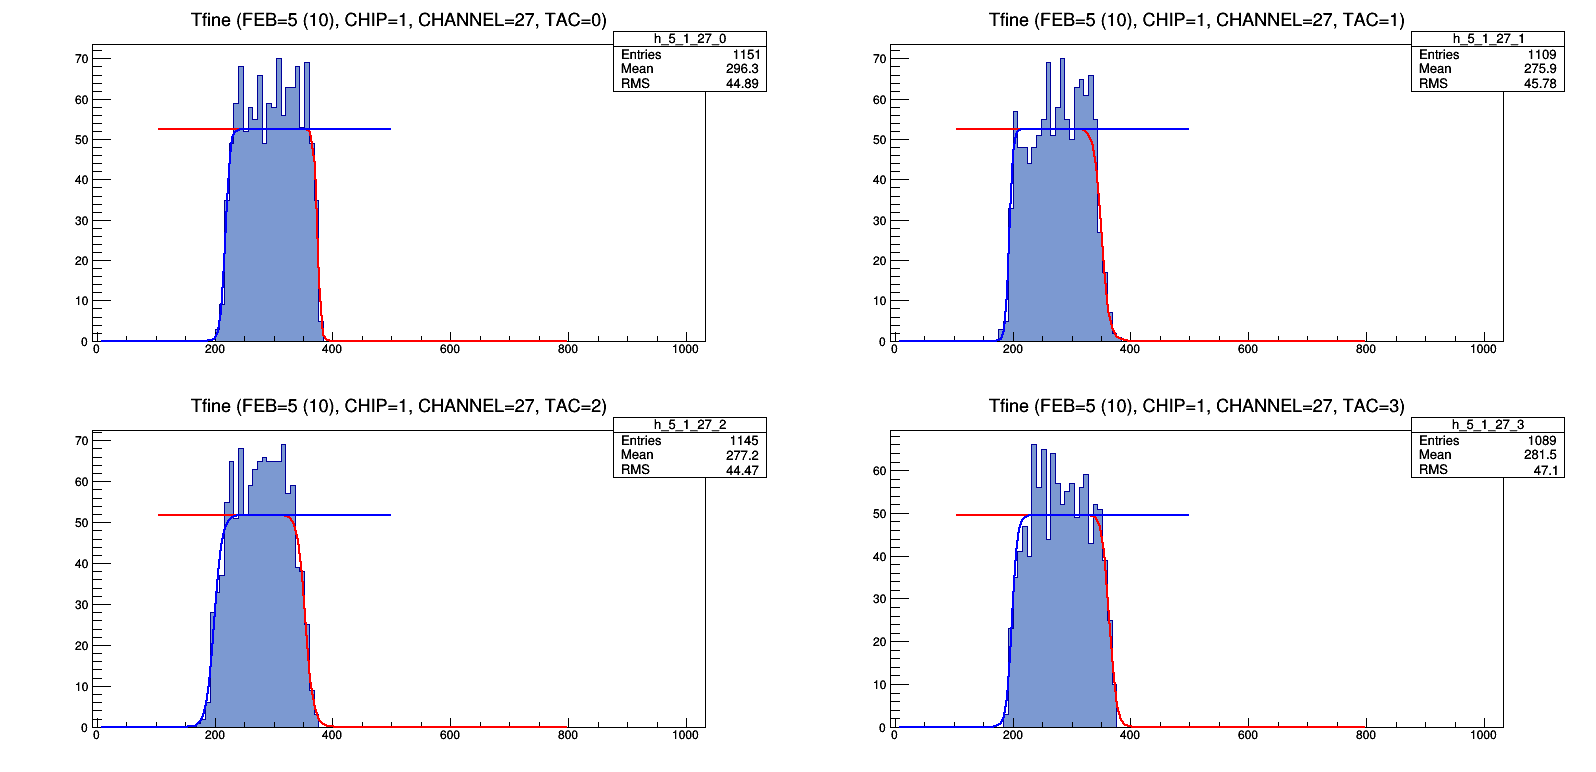 Tfine (FEB=5 (10), CHIP=1, CHANNEL=27, TAC=0)
h_5_1_27_0
Entries 1151
Mean 296.3
RMS 44.89
70
60
50
40
30
20
10
0
0 200 400 600 800 1000
Tfine (FEB=5 (10), CHIP=1, CHANNEL=27, TAC=1)
h_5_1_27_1
Entries 1109
Mean 275.9
RMS 45.78
70
60
50
40
30
20
10
0
0 200 400 600 800 1000
Tfine (FEB=5 (10), CHIP=1, CHANNEL=27, TAC=2)
h_5_1_27_2
Entries 1145
Mean 277.2
RMS 44.47
70
60
50
40
30
20
10
0
0 200 400 600 800 1000
Tfine (FEB=5 (10), CHIP=1, CHANNEL=27, TAC=3)
h_5_1_27_3
Entries 1089
Mean 281.5
RMS 47.1
60
50
40
30
20
10
0
0 200 400 600 800 1000